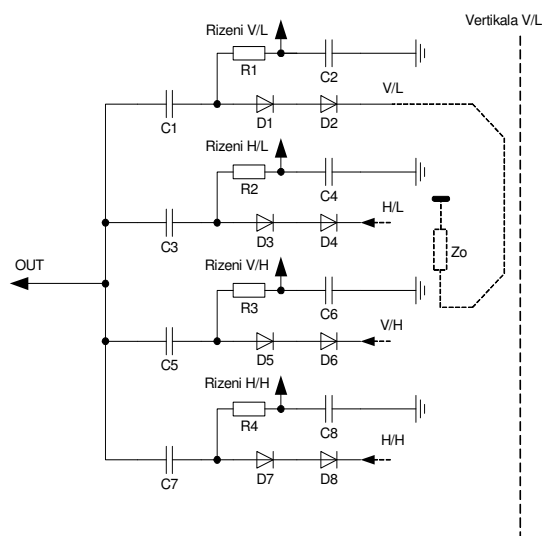 Vertikala V/L
Rizeni V/L
R1
C2
V/L
C1
D1
D2
Rizeni H/L
R2
C4
H/L
C3
D3
D4
Zo
OUT
Rizeni V/H
R3
C6
V/H
C5
D5
D6
Rizeni H/H
R4
C8
H/H
C7
D7
D8